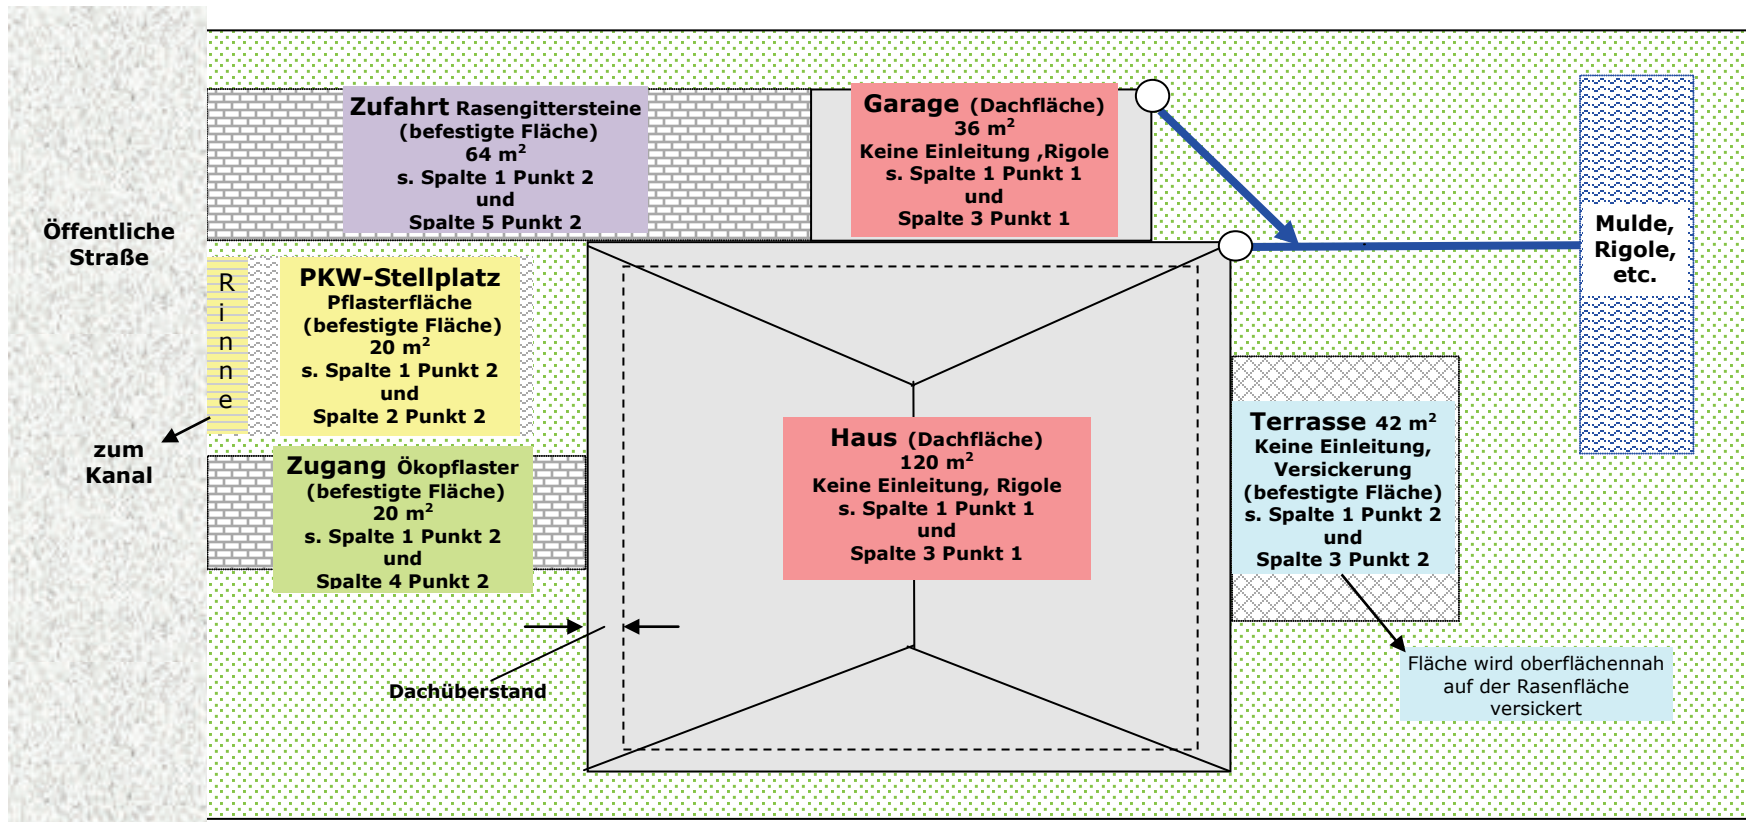 Öffentliche
Straße
Zufahrt Rasengittersteine
(befestigte Fläche)
64 m²
s. Spalte 1 Punkt 2
und
Spalte 5 Punkt 2
Garage (Dachfläche)
36 m²
Keine Einleitung ,Rigole
s. Spalte 1 Punkt 1
und
Spalte 3 Punkt 1
Mulde,
Rigole,
etc.
R
i
n
n
e
PKW-Stellplatz
Pflasterfläche
(befestigte Fläche)
20 m²
s. Spalte 1 Punkt 2
und
Spalte 2 Punkt 2
zum
Kanal
Zugang Ökopflaster
(befestigte Fläche)
20 m²
s. Spalte 1 Punkt 2
und
Spalte 4 Punkt 2
Haus (Dachfläche)
120 m²
Keine Einleitung, Rigole
s. Spalte 1 Punkt 1
und
Spalte 3 Punkt 1
Terrasse 42 m²
Keine Einleitung,
Versickerung
(befestigte Fläche)
s. Spalte 1 Punkt 2
und
Spalte 3 Punkt 2
Dachüberstand
Fläche wird oberflächennah
auf der Rasenfläche
versickert